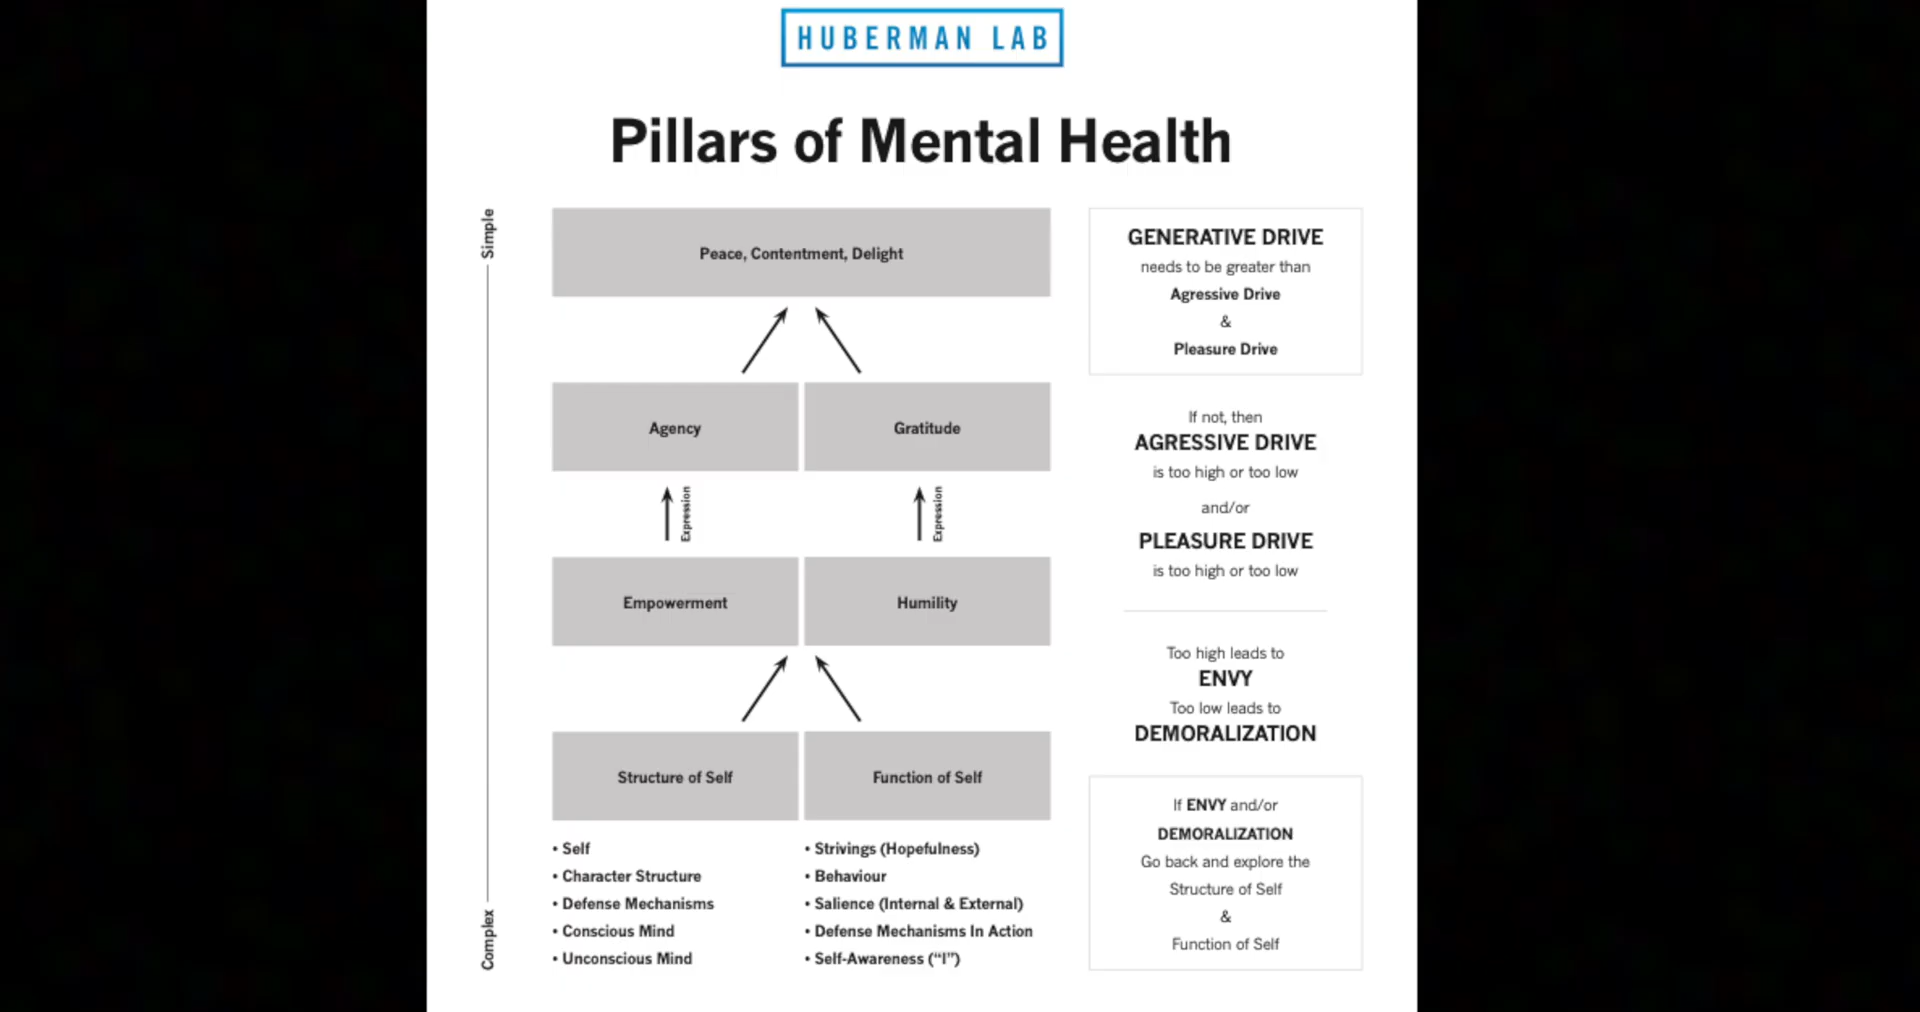 HUBERMAN LAB
Pillars of Mental Health
Simple
Complex
Peace, Contentment, Delight
Agency
Gratitude
Expression
Expression
Empowerment
Humility
Structure of Self
Function of Self
• Self
• Character Structure
• Defense Mechanisms
• Conscious Mind
• Unconscious Mind
• Strivings (Hopefulness)
• Behaviour
• Salience (Internal & External)
• Defense Mechanisms In Action
• Self-Awareness (“I”)
GENERATIVE DRIVE
needs to be greater than
Agressive Drive
&
Pleasure Drive
If not, then
AGRESSIVE DRIVE
is too high or too low
and/or
PLEASURE DRIVE
is too high or too low
Too high leads to
ENVY
Too low leads to
DEMORALIZATION
If ENVY and/or
DEMORALIZATION
Go back and explore the
Structure of Self
&
Function of Self